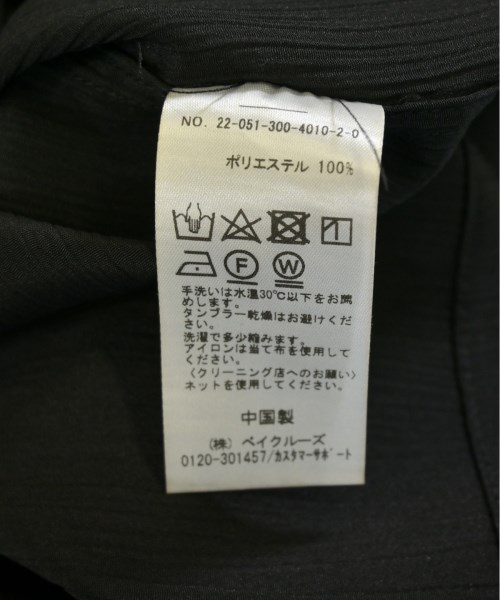 NO. 22-051-300-4010-2-0
ポリエステル 100%
F W
手洗いは水温30℃以下をお薦
めします。
タンブラー乾燥はお避けくだ
さい。
洗濯で多少縮みます。
アイロンは当て布を使用して
ください。
〈クリーニング店へのお願い〉
ネットを使用してください。
中国製
(株) ベイクルーズ
0120-301457/カスタマーサポート